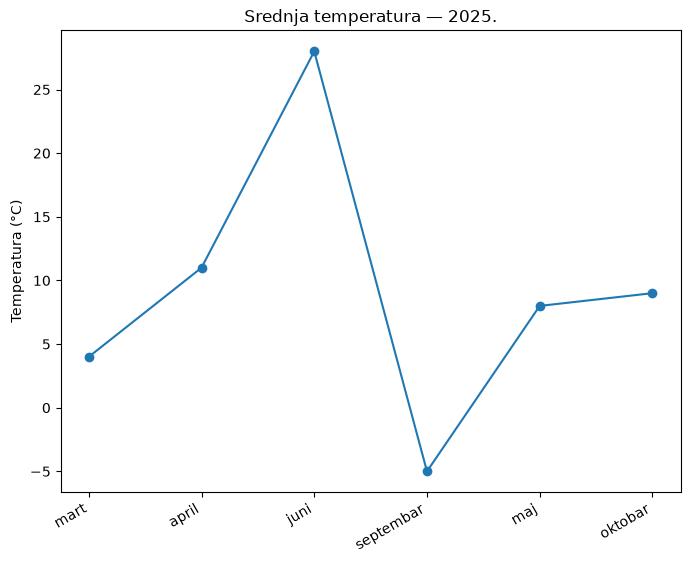 Srednja temperatura — 2025.
Temperatura (°C)
25
20
15
10
5
0
−5
mart
april
juni
septembar
maj
oktobar